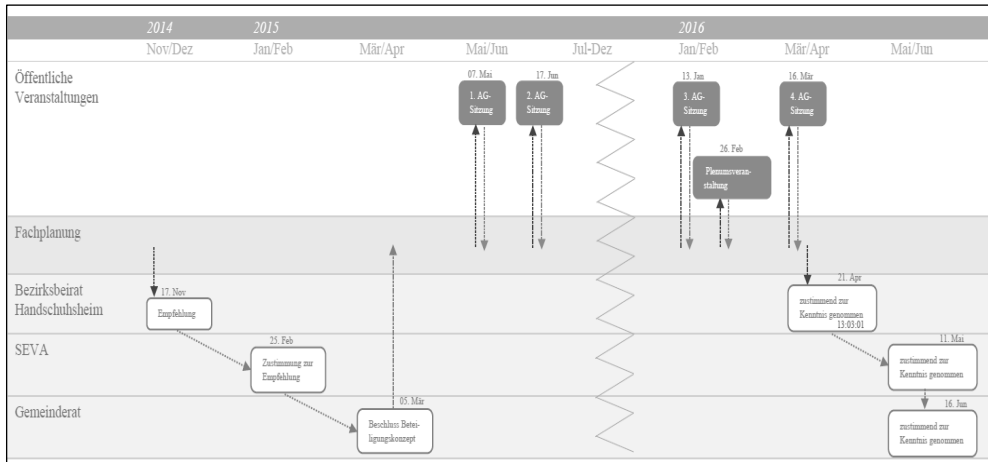 2014
2015
2016
Nov/Dez
Jan/Feb
Mär/Apr
Mai/Jun
Jul-Dez
Jan/Feb
Mär/Apr
Mai/Jun
Öffentliche
Veranstaltungen
07. Mai
1. AG-
Sitzung
17. Jun
2. AG-
Sitzung
13. Jan
3. AG-
Sitzung
16. Mär
4. AG-
Sitzung
26. Feb
Plenumsveran-
staltung
Fachplanung
Bezirksbeirat
Handschuhsheim
17. Nov
Empfehlung
21. Apr
zustimmend zur
Kenntnis genommen
13:03:01
SEVA
25. Feb
Zustimmung zur
Empfehlung
11. Mai
zustimmend zur
Kenntnis genommen
Gemeinderat
05. Mär
Beschluss Betei-
ligungskonzept
16. Jun
zustimmend zur
Kenntnis genommen